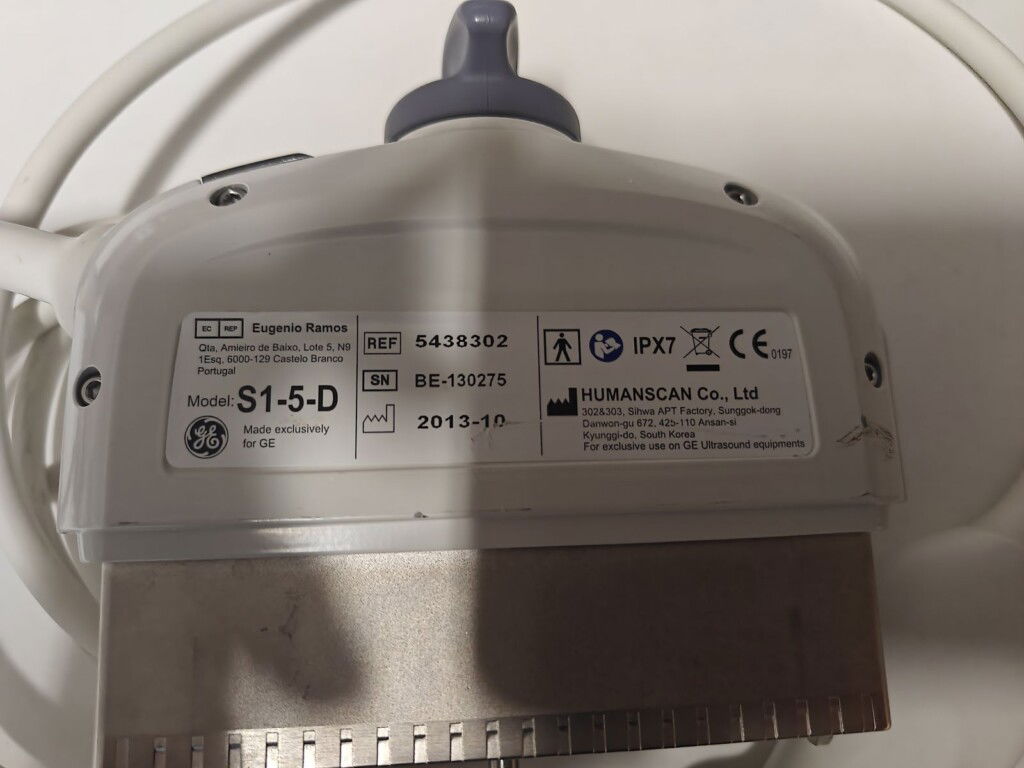 EC REP Eugenio Ramos
Qta, Amieiro de Baixo, Lote 5, N9
1Esq, 6000-129 Castelo Branco
Portugal
Model: S1-5-D
GE
Made exclusively
for GE
REF 5438302
SN BE-130275
2013-10
IPX7
CE 0197
HUMANSCAN Co., Ltd
3028&303, Sihwa APT Factory, Sunggok-dong
Danwon-gu 672, 425-110 Ansan-si
Kyunggi-do, South Korea
For exclusive use on GE Ultrasound equipments